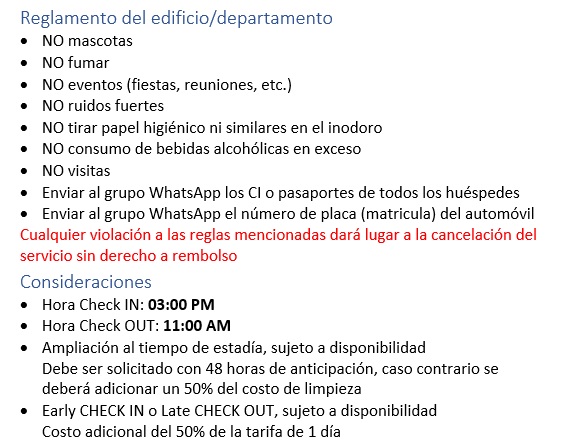 Reglamento del edificio/departamento
• NO mascotas
• NO fumar
• NO eventos (fiestas, reuniones, etc.)
• NO ruidos fuertes
• NO tirar papel higiénico ni similares en el inodoro
• NO consumo de bebidas alcohólicas en exceso
• NO visitas
• Enviar al grupo WhatsApp los CI o pasaportes de todos los huéspedes
• Enviar al grupo WhatsApp el número de placa (matricula) del automóvil
Cualquier violación a las reglas mencionadas dará lugar a la cancelación del
servicio sin derecho a rembolso
Consideraciones
• Hora Check IN: 03:00 PM
• Hora Check OUT: 11:00 AM
• Ampliación al tiempo de estadía, sujeto a disponibilidad
Debe ser solicitado con 48 horas de anticipación, caso contrario se
deberá adicionar un 50% del costo de limpieza
• Early CHECK IN o Late CHECK OUT, sujeto a disponibilidad
Costo adicional del 50% de la tarifa de 1 día